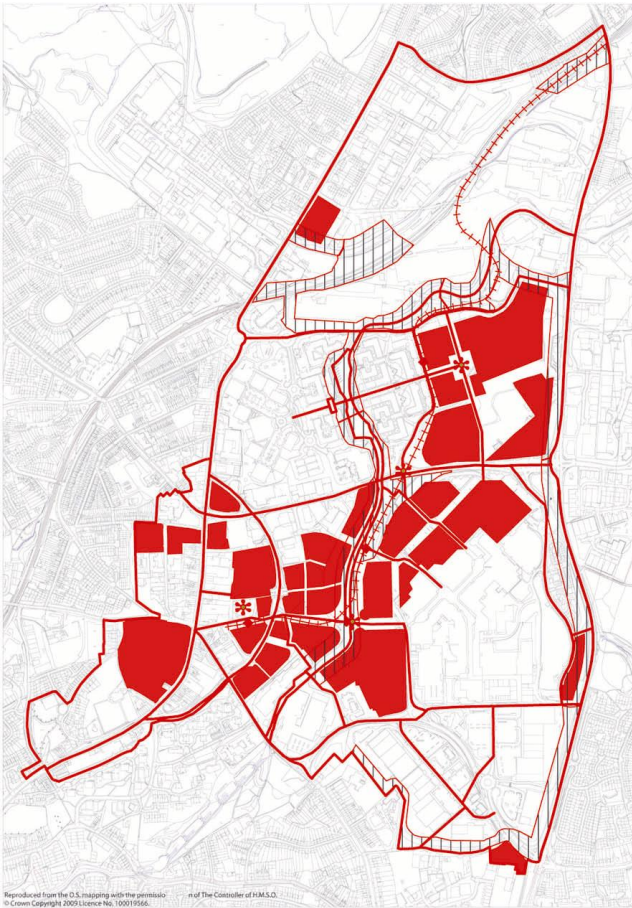 Reproduced from the O.S. mapping with the permissio n of The Controller of H.M.S.O.
© Crown Copyright 2009 Licence No. 100019566.